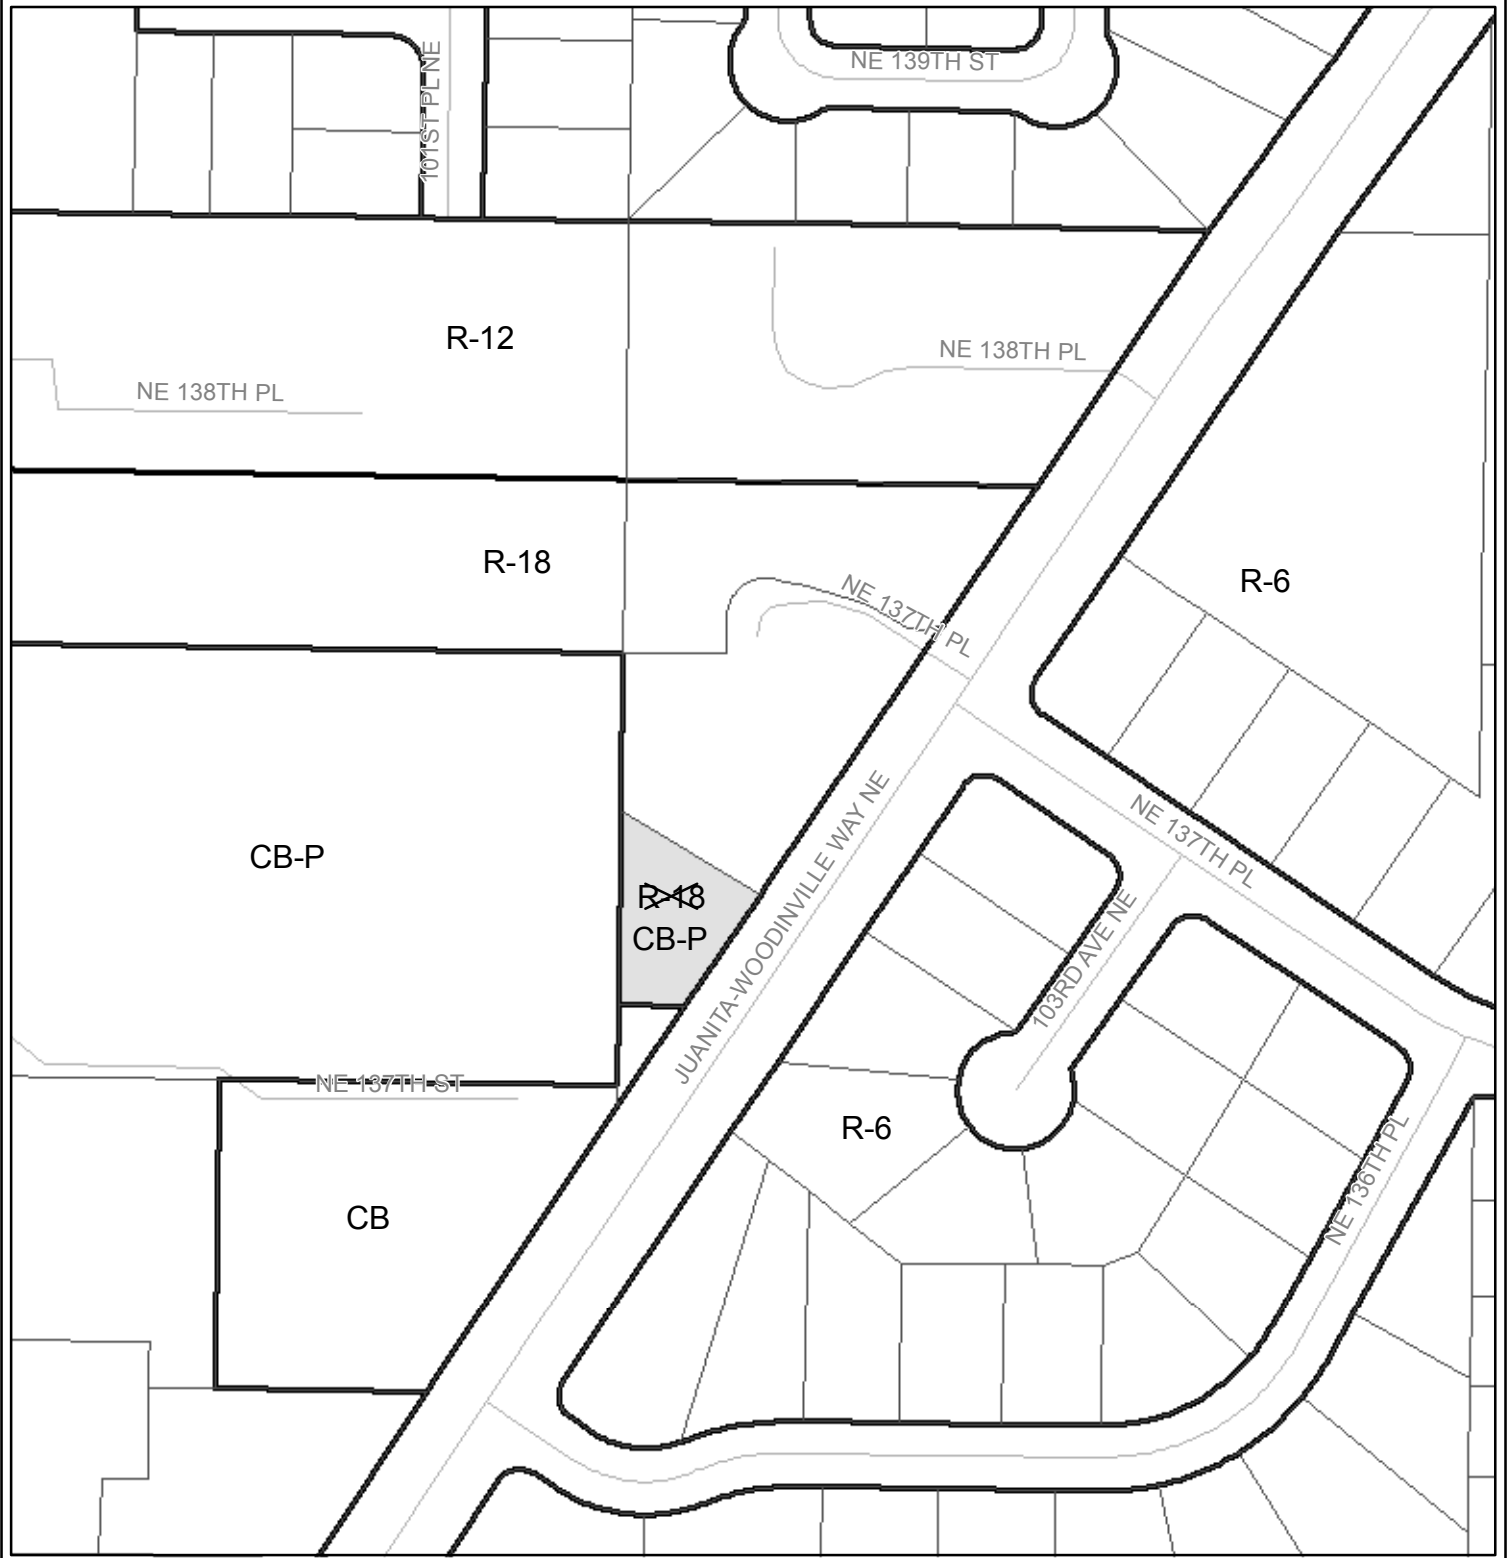 101ST PL NE
NE 139TH ST
R-12
NE 138TH PL
NE 138TH PL
R-18
R-6
NE 137TH PL
NE 137TH PL
JUANITA-WOODINVILLE WAY NE
CB-P
R-18
CB-P
103RD AVE NE
NE 137TH ST
R-6
NE 136TH PL
CB